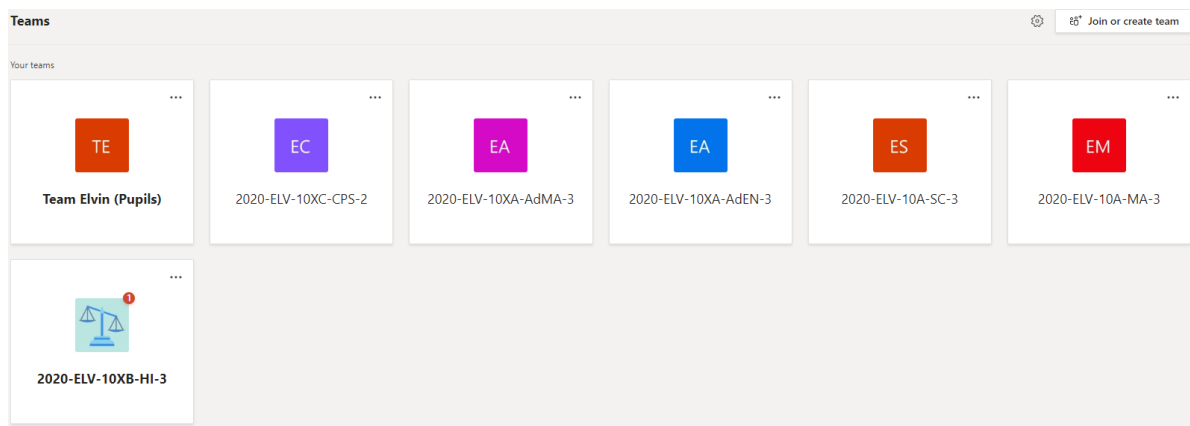 Teams
Join or create team
Your teams
TE
Team Elvin (Pupils)
EC
2020-ELV-10XC-CPS-2
EA
2020-ELV-10XA-AdMA-3
EA
2020-ELV-10XA-AdEN-3
ES
2020-ELV-10A-SC-3
EM
2020-ELV-10A-MA-3
1
2020-ELV-10XB-HI-3